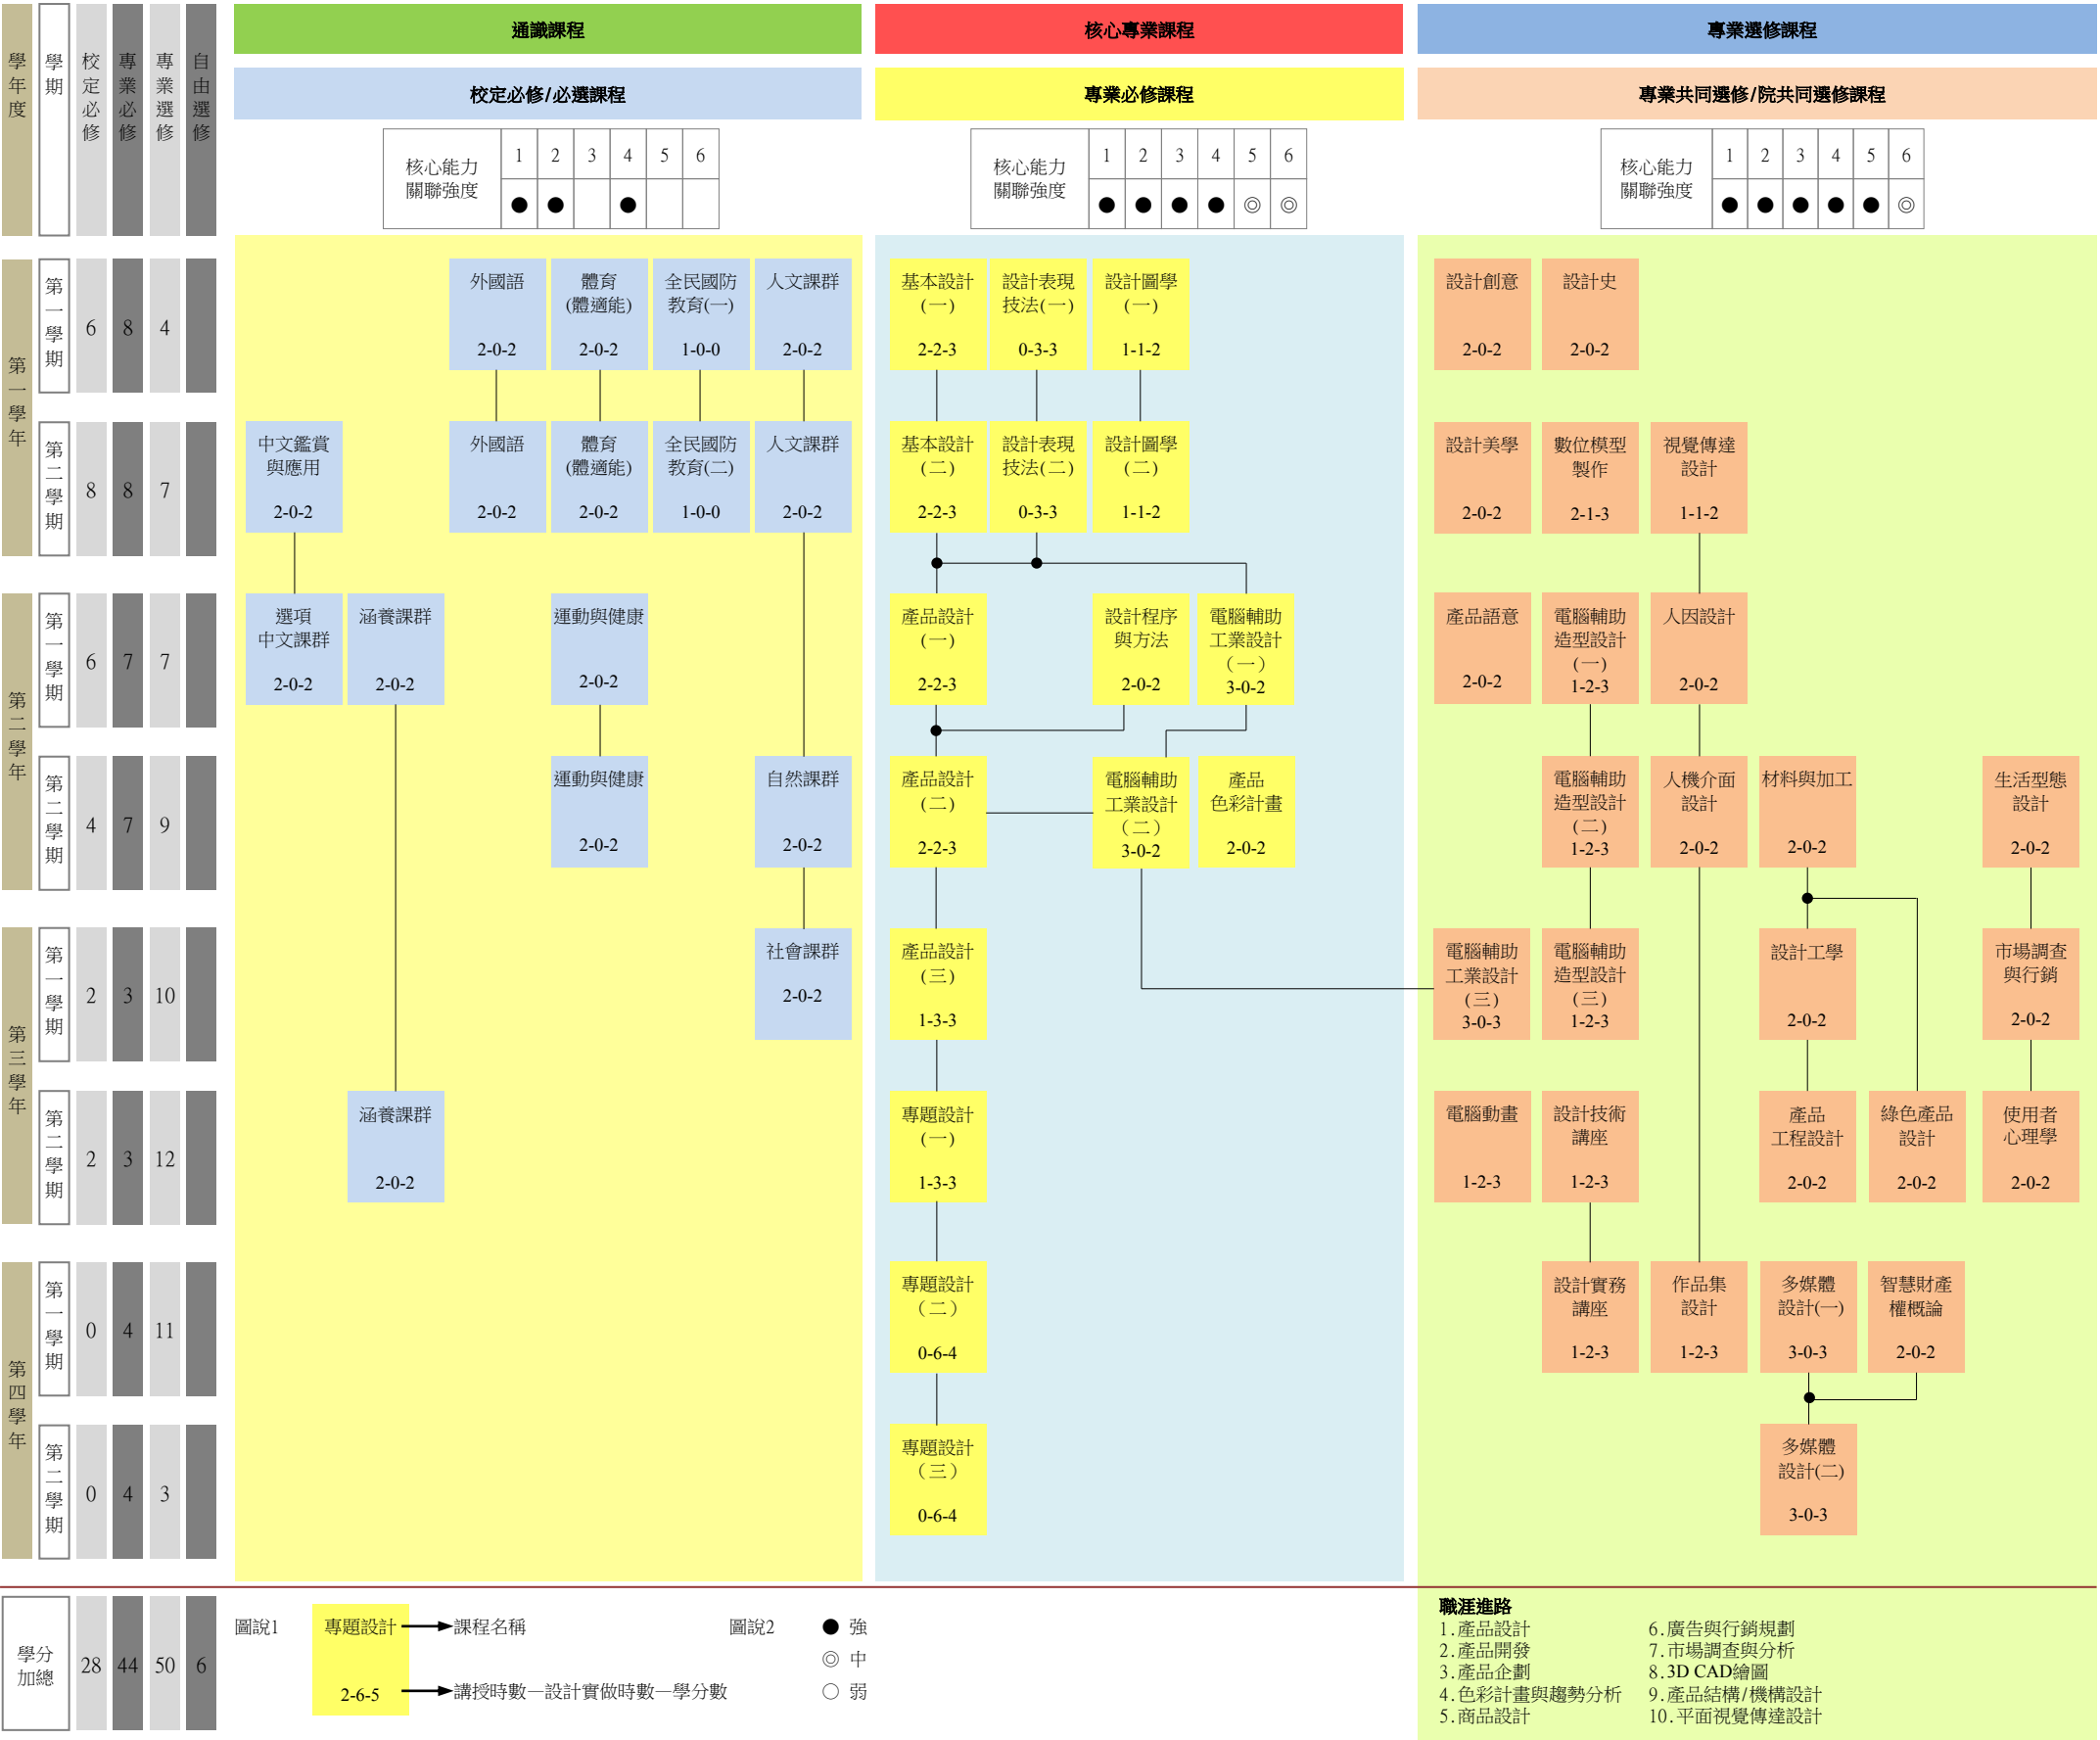 學年度
學期
校定必修
專業必修
專業選修
自由選修
通識課程
核心專業課程
專業選修課程
校定必修/必選課程
專業必修課程
專業共同選修/院共同選修課程
核心能力
關聯強度
1 2 3 4 5 6
● ● ●
核心能力
關聯強度
1 2 3 4 5 6
● ● ● ● ◎ ◎
核心能力
關聯強度
1 2 3 4 5 6
● ● ● ● ● ◎
第一學年
第一學期
6 8 4
外國語
2-0-2
體育
(體適能)
2-0-2
全民國防
教育(一)
1-0-0
人文課群
2-0-2
基本設計
(一)
2-2-3
設計表現
技法(一)
0-3-3
設計圖學
(一)
1-1-2
設計創意
2-0-2
設計史
2-0-2
第二學期
8 8 7
中文鑑賞
與應用
2-0-2
外國語
2-0-2
體育
(體適能)
2-0-2
全民國防
教育(二)
1-0-0
人文課群
2-0-2
基本設計
(二)
2-2-3
設計表現
技法(二)
0-3-3
設計圖學
(二)
1-1-2
設計美學
2-0-2
數位模型
製作
2-1-3
視覺傳達
設計
1-1-2
第二學年
第一學期
6 7 7
選項
中文課群
2-0-2
涵養課群
2-0-2
運動與健康
2-0-2
產品設計
(一)
2-2-3
設計程序
與方法
2-0-2
電腦輔助
工業設計
(一)
3-0-2
產品語意
2-0-2
電腦輔助
造型設計
(一)
1-2-3
人因設計
2-0-2
第二學期
4 7 9
運動與健康
2-0-2
自然課群
2-0-2
產品設計
(二)
2-2-3
電腦輔助
工業設計
(二)
3-0-2
產品
色彩計畫
2-0-2
電腦輔助
造型設計
(二)
1-2-3
人機介面
設計
2-0-2
材料與加工
2-0-2
生活型態
設計
2-0-2
第三學年
第一學期
2 3 10
社會課群
2-0-2
產品設計
(三)
1-3-3
電腦輔助
工業設計
(三)
3-0-3
電腦輔助
造型設計
(三)
1-2-3
設計工學
2-0-2
市場調查
與行銷
2-0-2
第二學期
2 3 12
涵養課群
2-0-2
專題設計
(一)
1-3-3
電腦動畫
1-2-3
設計技術
講座
1-2-3
產品
工程設計
2-0-2
綠色產品
設計
2-0-2
使用者
心理學
2-0-2
第四學年
第一學期
0 4 11
專題設計
(二)
0-6-4
設計實務
講座
1-2-3
作品集
設計
1-2-3
多媒體
設計(一)
3-0-3
智慧財產
權概論
2-0-2
第二學期
0 4 3
專題設計
(三)
0-6-4
多媒體
設計(二)
3-0-3
學分
加總
28 44 50 6
圖說1
專題設計
課程名稱
2-6-5
講授時數—設計實做時數—學分數
圖說2
● 強
◎ 中
○ 弱
職涯進路
1.產品設計
2.產品開發
3.產品企劃
4.色彩計畫與趨勢分析
5.商品設計
6.廣告與行銷規劃
7.市場調查與分析
8.3D CAD繪圖
9.產品結構/機構設計
10.平面視覺傳達設計